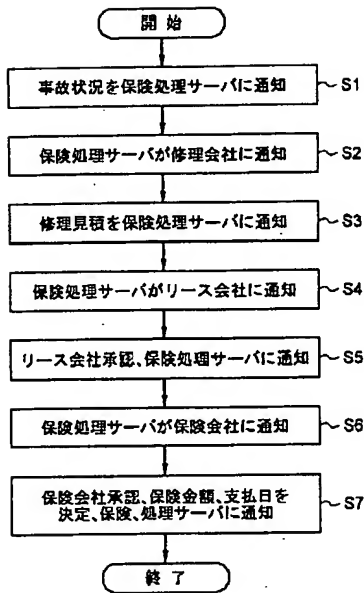 開始
事故状況を保険処理サーバに通知 S1
保険処理サーバが修理会社に通知 S2
修理見積を保険処理サーバに通知 S3
保険処理サーバがリース会社に通知 S4
リース会社承認、保険処理サーバに通知 S5
保険処理サーバが保険会社に通知 S6
保険会社承認、保険金額、支払日を S7
決定、保険、処理サーバに通知
終了